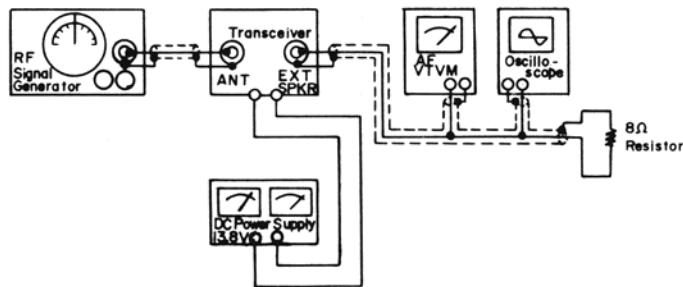 RF
Signal
Generator
Transceiver
ANT
EXT
SPKR
AF
VTVM
Oscillo-
scope
8Ω
Resistor
DC Power Supply
13.8V